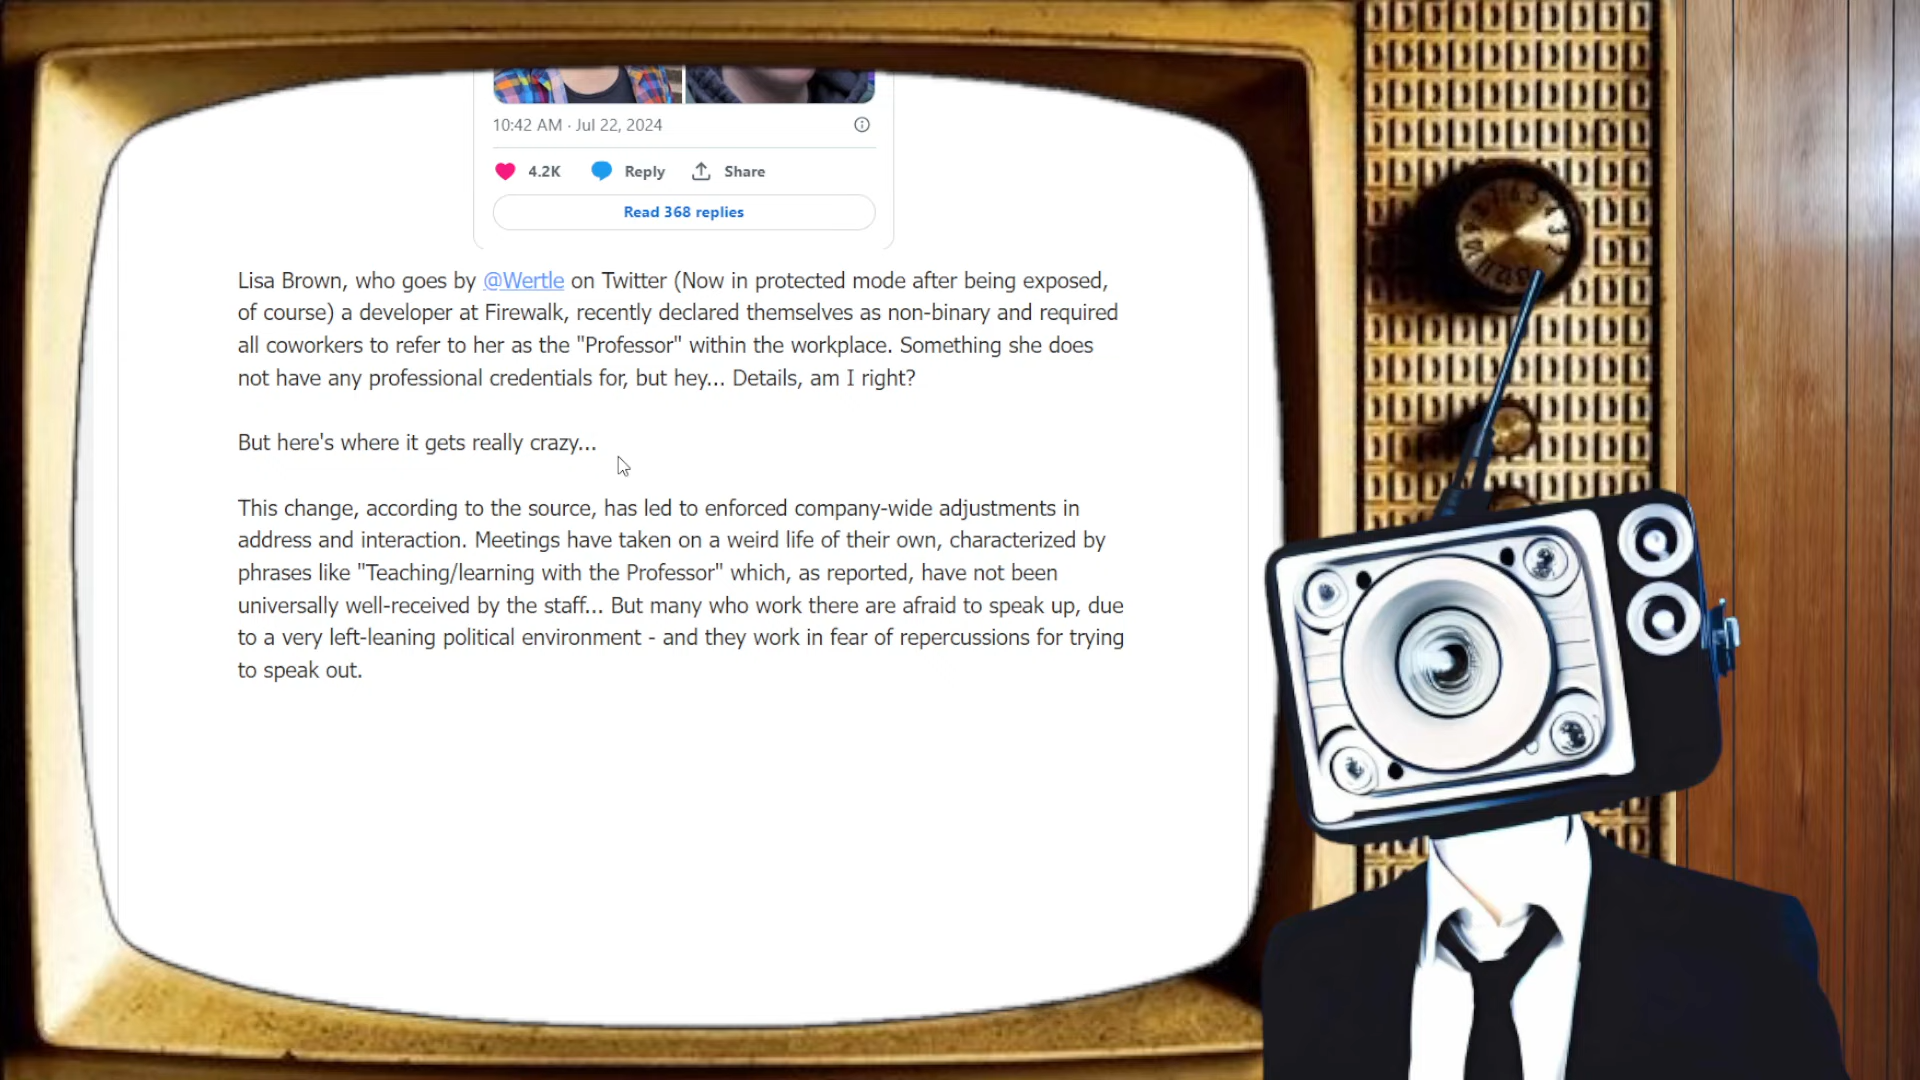 10:42 AM · Jul 22, 2024
4.2K Reply Share
Read 368 replies
Lisa Brown, who goes by @Wertle on Twitter (Now in protected mode after being exposed,
of course) a developer at Firewalk, recently declared themselves as non-binary and required
all coworkers to refer to her as the "Professor" within the workplace. Something she does
not have any professional credentials for, but hey... Details, am I right?
But here's where it gets really crazy...
This change, according to the source, has led to enforced company-wide adjustments in
address and interaction. Meetings have taken on a weird life of their own, characterized by
phrases like "Teaching/learning with the Professor" which, as reported, have not been
universally well-received by the staff... But many who work there are afraid to speak up, due
to a very left-leaning political environment - and they work in fear of repercussions for trying
to speak out.